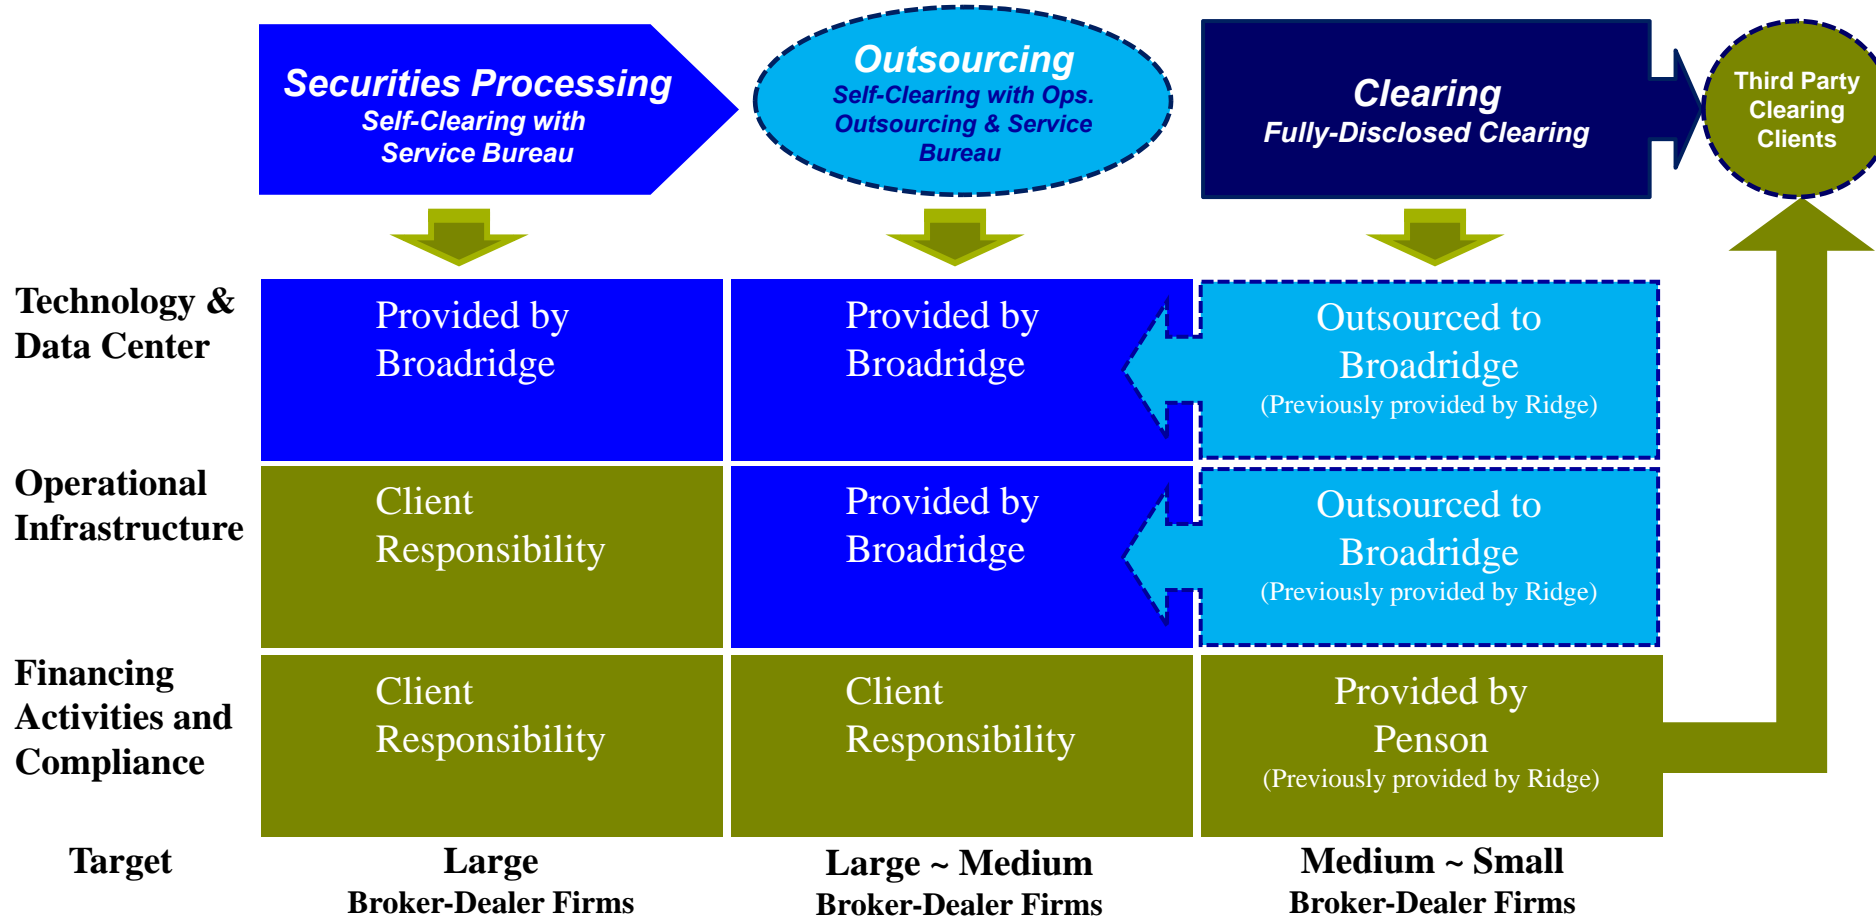 Securities Processing
Self-Clearing with
Service Bureau
Outsourcing
Self-Clearing with Ops.
Outsourcing & Service
Bureau
Clearing
Fully-Disclosed Clearing
Third Party
Clearing
Clients
Technology &
Data Center
Provided by
Broadridge
Provided by
Broadridge
Outsourced to
Broadridge
(Previously provided by Ridge)
Operational
Infrastructure
Client
Responsibility
Provided by
Broadridge
Outsourced to
Broadridge
(Previously provided by Ridge)
Financing
Activities and
Compliance
Client
Responsibility
Client
Responsibility
Provided by
Penson
(Previously provided by Ridge)
Target
Large
Broker-Dealer Firms
Large ~ Medium
Broker-Dealer Firms
Medium ~ Small
Broker-Dealer Firms